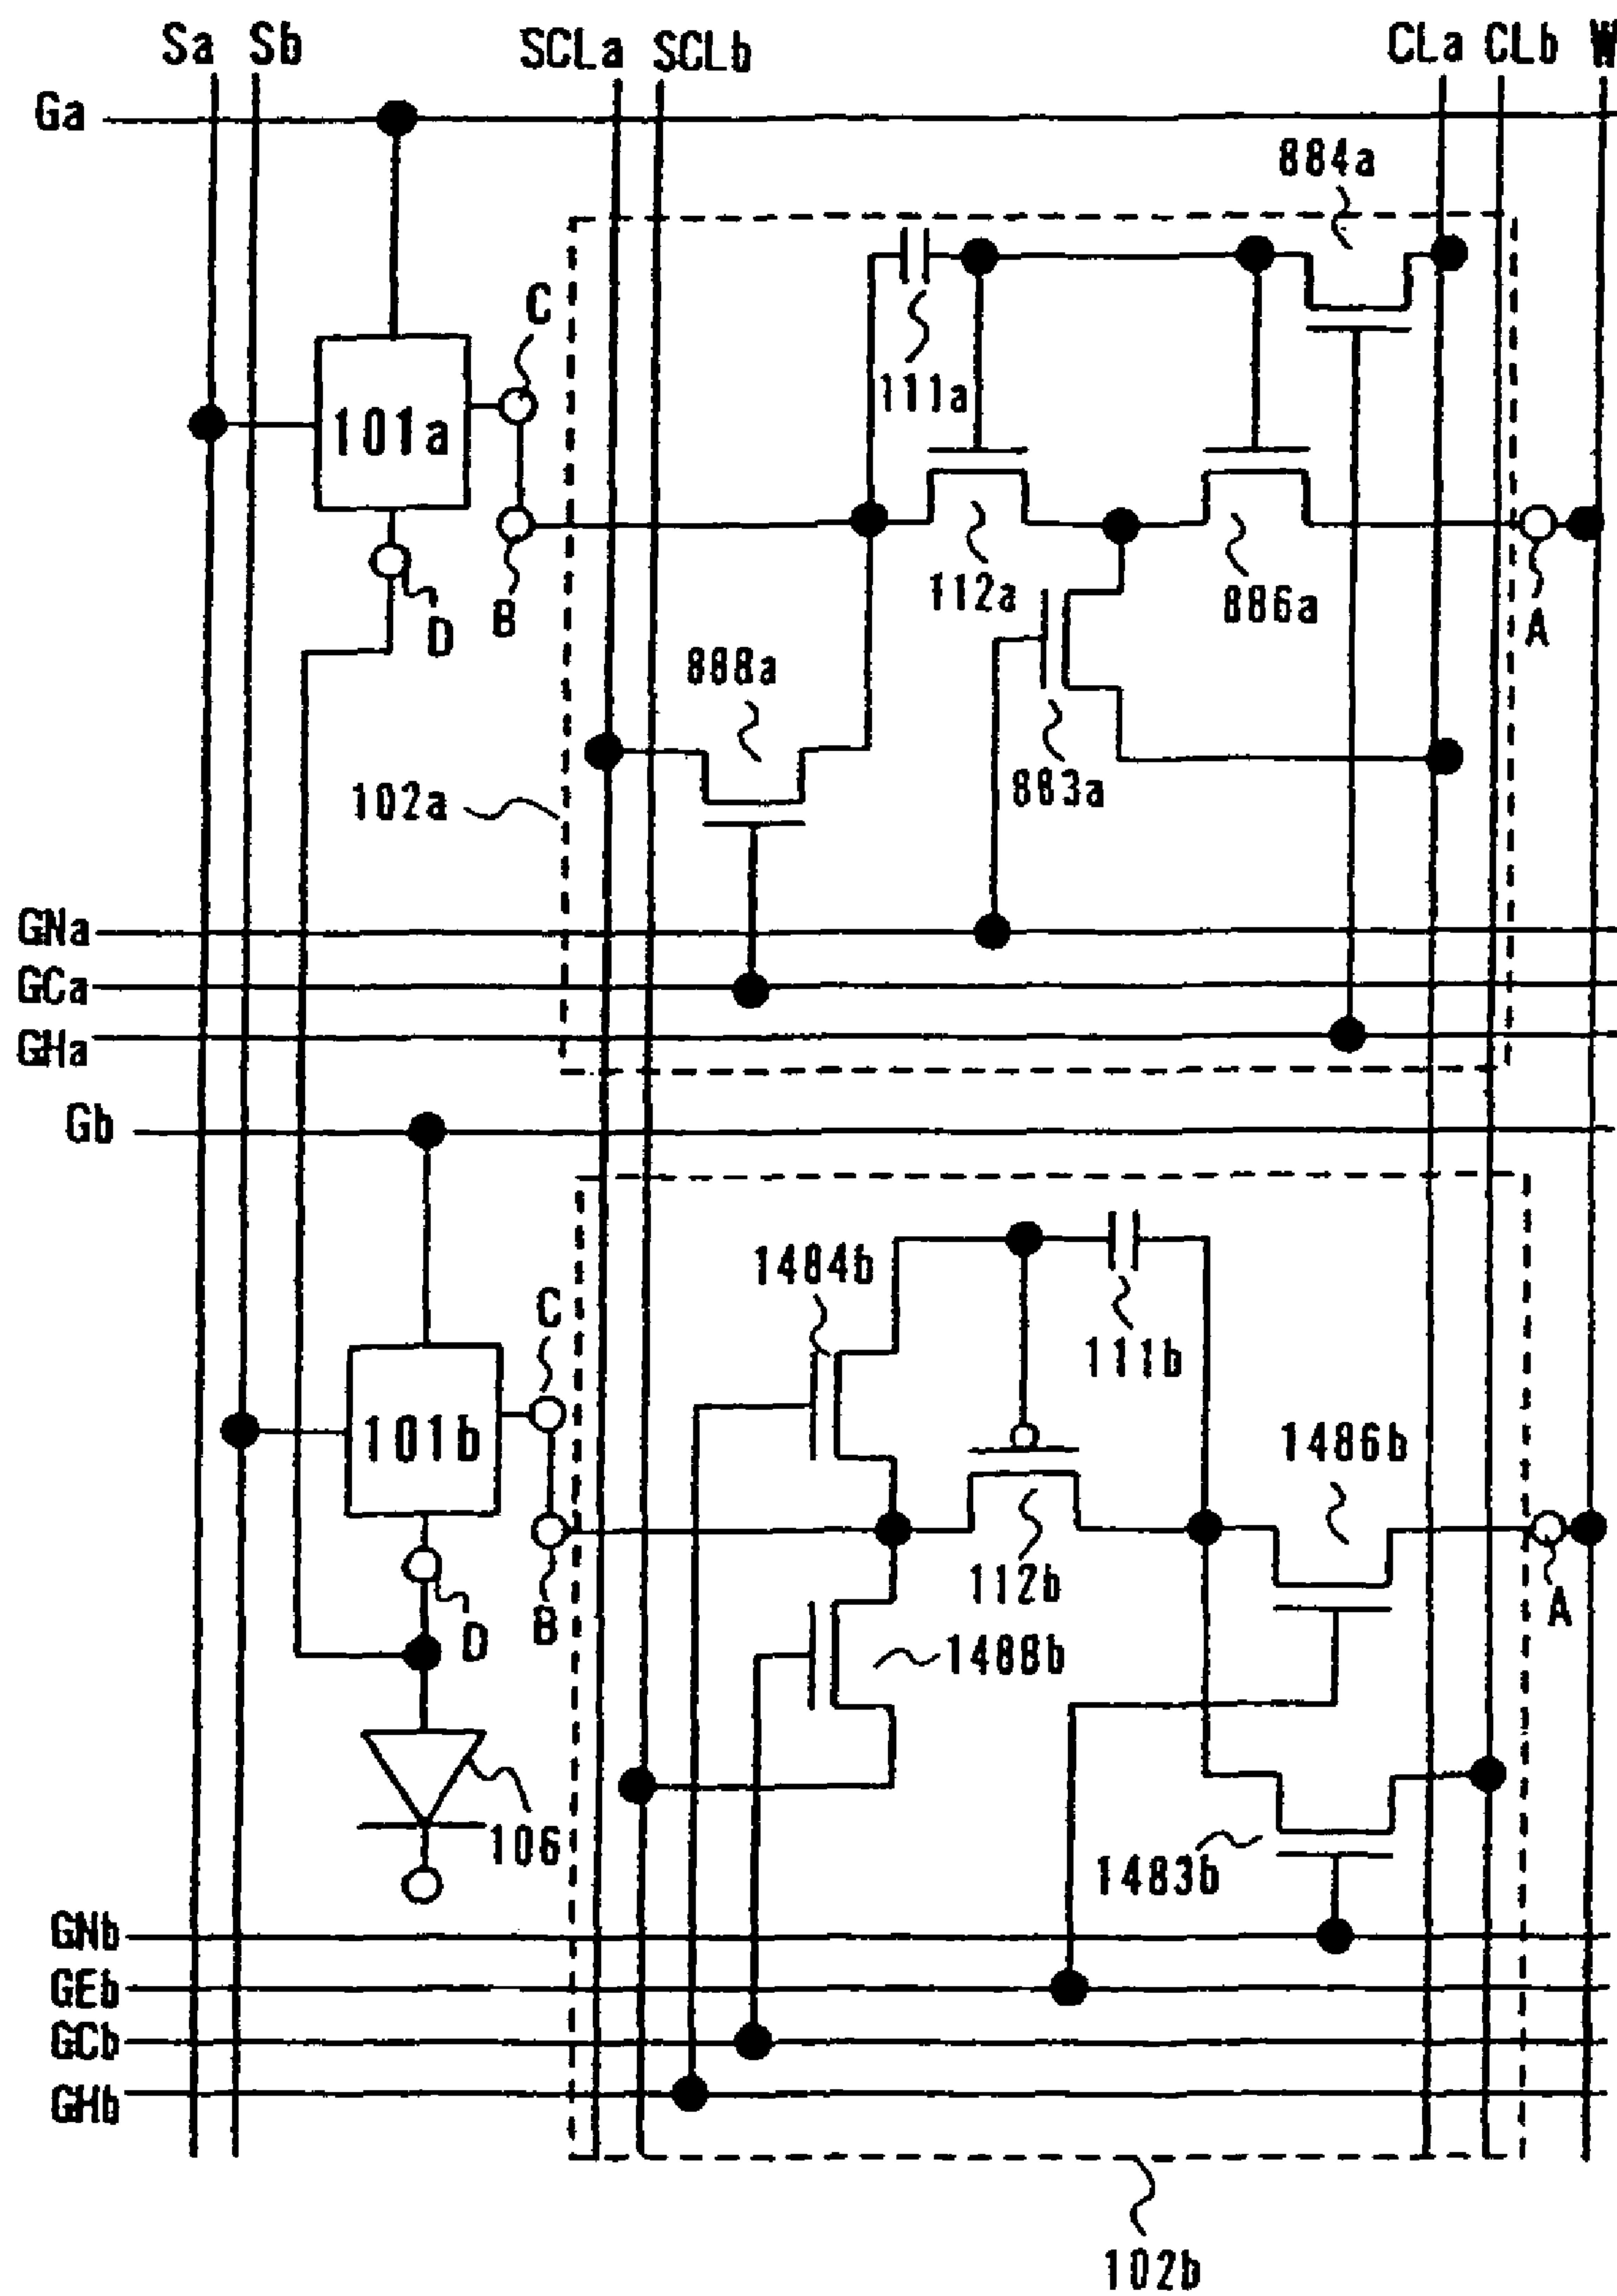 Sa Sb SCLa SCLb CLa CLb W
Ga
884a
C
111a
101a
112a
886a
B
D
A
888a
883a
102a
GNa
GCa
GHa
Gb
1484b
C
111b
101b
1486b
112b
B
D
A
1488b
106
1483b
GNb
GEb
GCb
GHb
102b